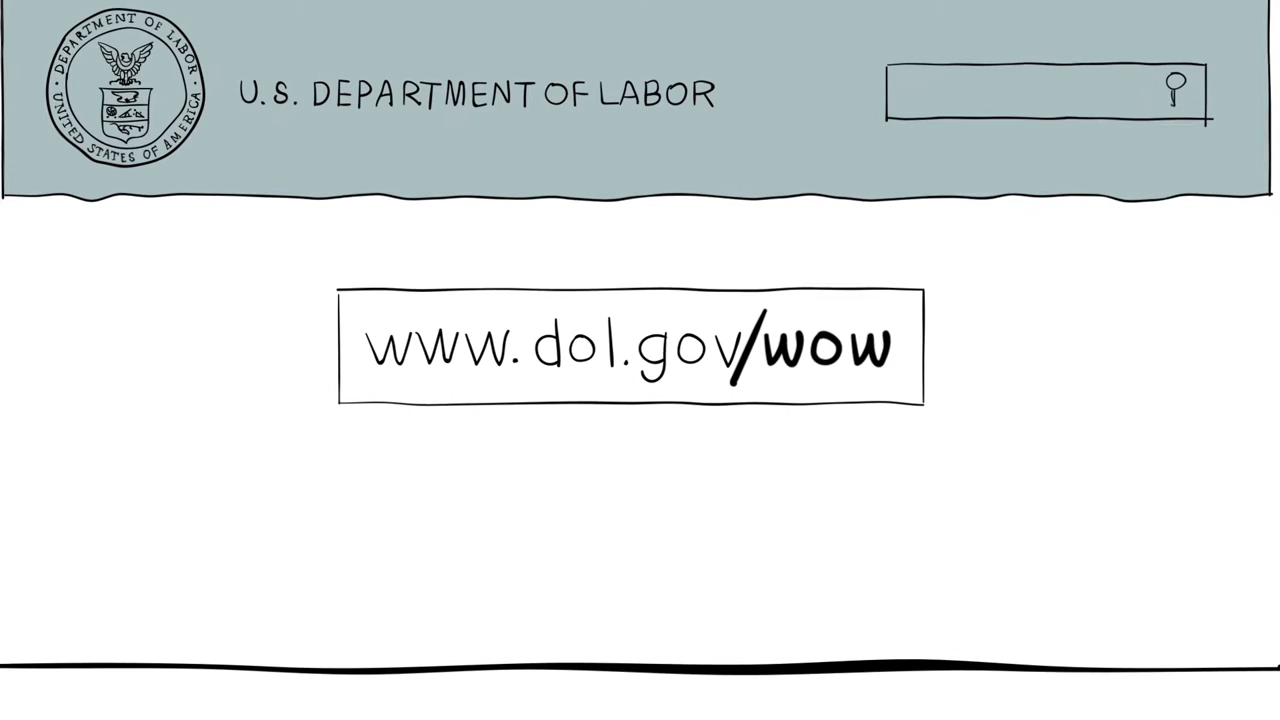 DEPARTMENT OF LABOR
UNITED STATES OF AMERICA
U.S. DEPARTMENT OF LABOR
www.dol.gov/wow